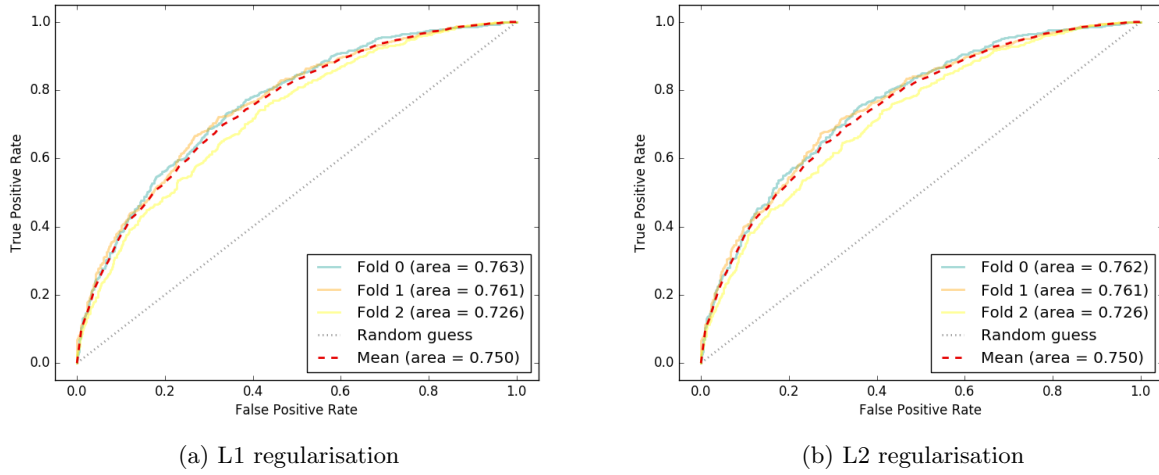 1.0
0.8
0.6
0.4
0.2
0.0
True Positive Rate
Fold 0 (area = 0.763)
Fold 1 (area = 0.761)
Fold 2 (area = 0.726)
Random guess
Mean (area = 0.750)
0.0 0.2 0.4 0.6 0.8 1.0
False Positive Rate
(a) L1 regularisation
1.0
0.8
0.6
0.4
0.2
0.0
True Positive Rate
Fold 0 (area = 0.762)
Fold 1 (area = 0.761)
Fold 2 (area = 0.726)
Random guess
Mean (area = 0.750)
0.0 0.2 0.4 0.6 0.8 1.0
False Positive Rate
(b) L2 regularisation